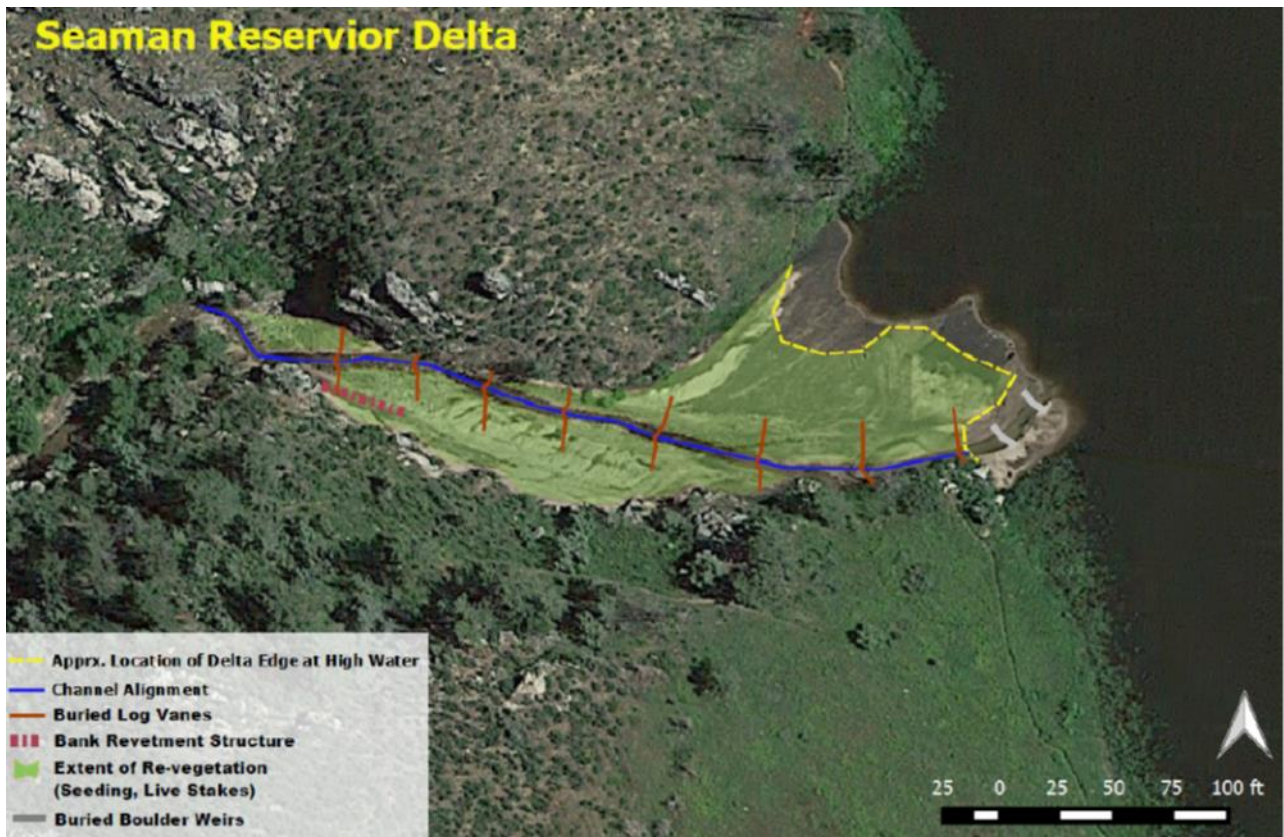 Seaman Reservior Delta
Apprx. Location of Delta Edge at High Water
Channel Alignment
Buried Log Vanes
Bank Revetment Structure
Extent of Re-vegetation
(Seeding, Live Stakes)
Buried Boulder Weirs
25 0 25 50 75 100 ft